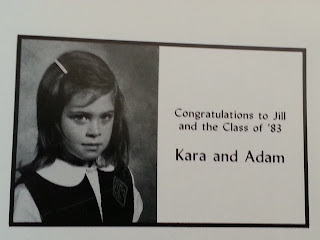 Congratulations to Jill
and the Class of '83
Kara and Adam